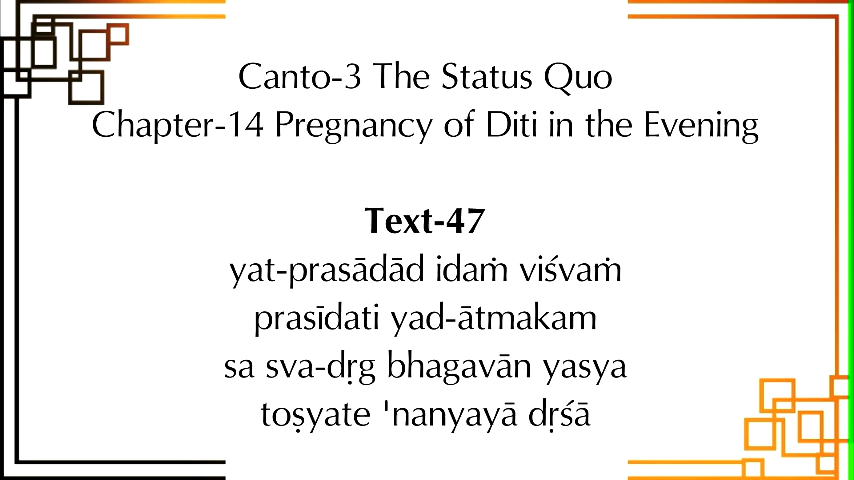 Canto-3 The Status Quo
Chapter-14 Pregnancy of Diti in the Evening
Text-47
yat-prasādād idaṁ viśvaṁ
prasīdati yad-ātmakam
sa sva-dṛg bhagavān yasya
toṣyate 'nanyayā dṛśā